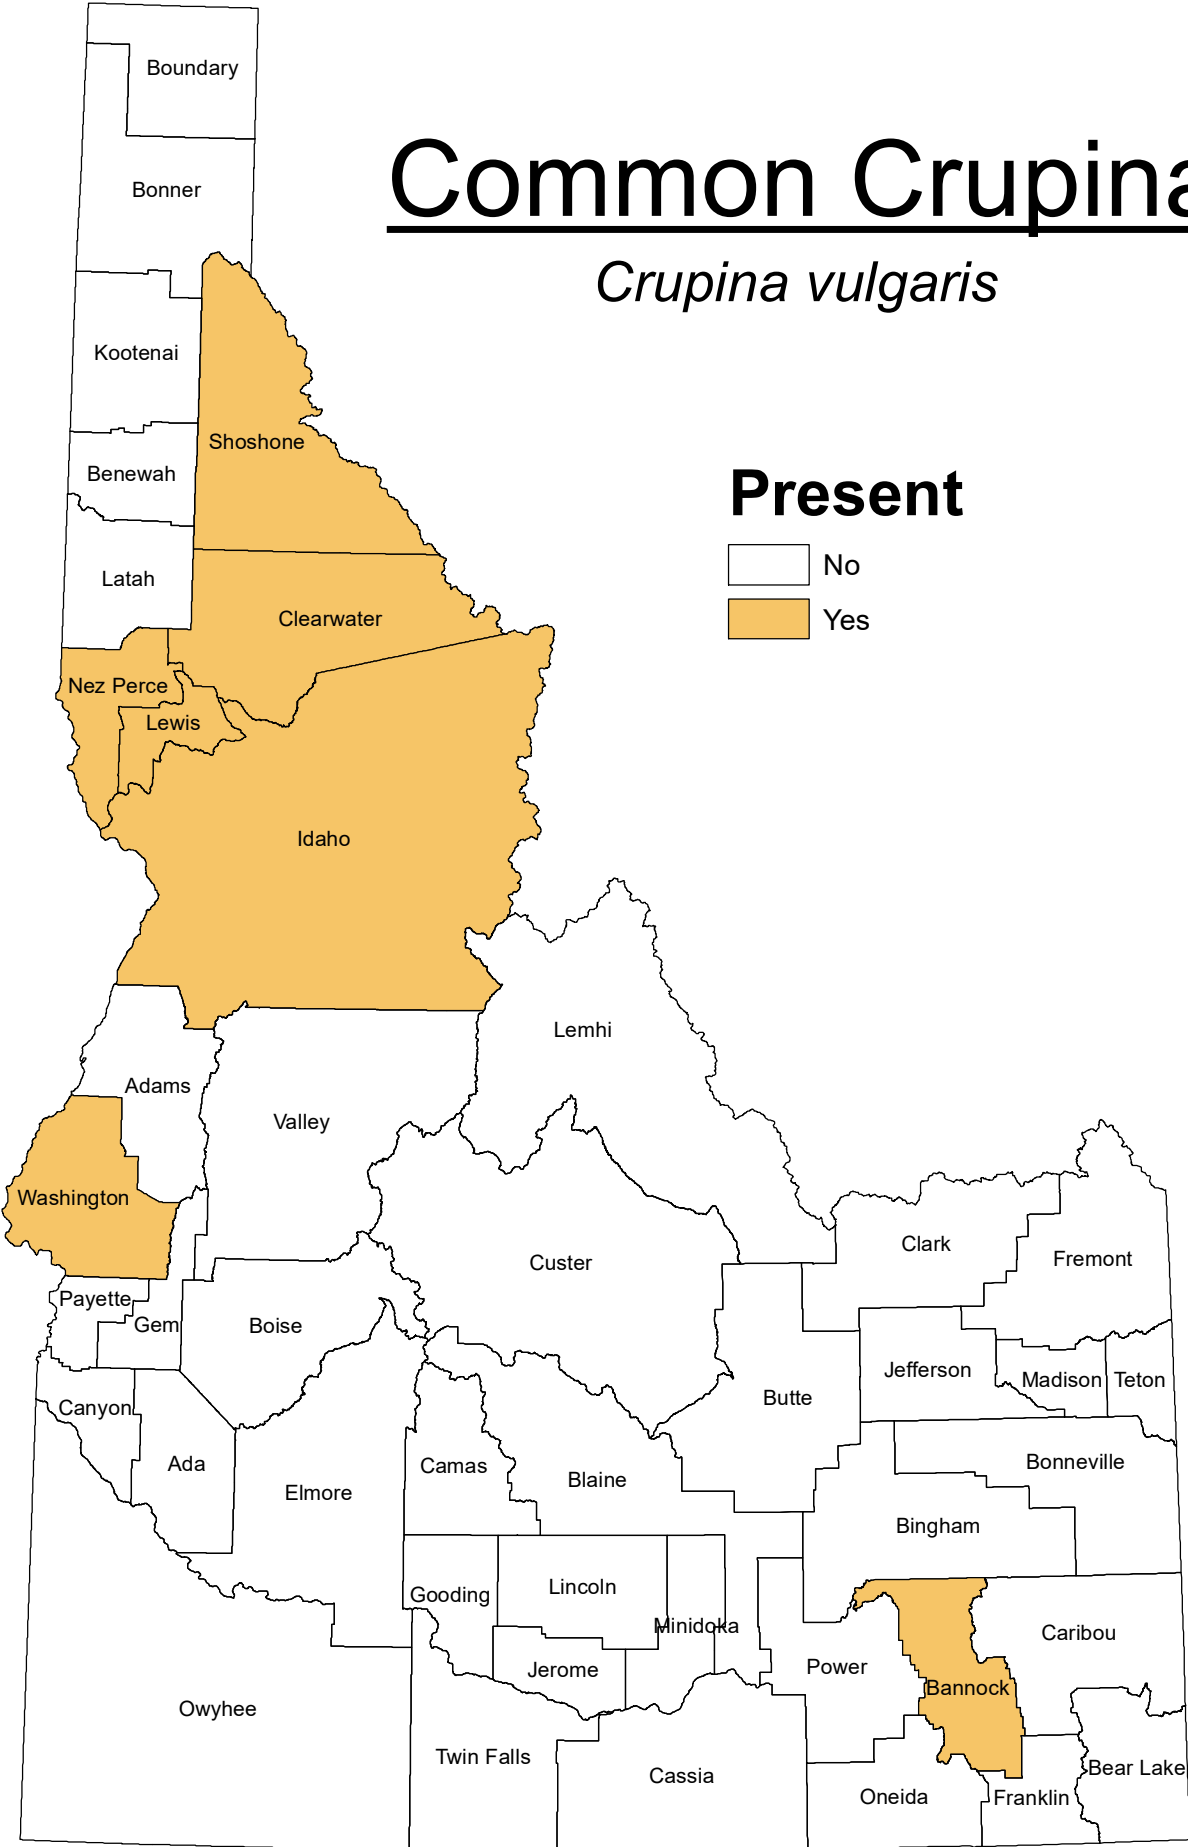 Boundary
Common Crupina
Bonner
Crupina vulgaris
Kootenai
Shoshone
Benewah
Present
No
Latah
Yes
Clearwater
Nez Perce
Lewis
Idaho
Lemhi
Adams
Valley
Washington
Clark
Fremont
Custer
Payette
Gem
Boise
Jefferson
Madison
Teton
Butte
Canyon
Ada
Camas
Blaine
Bonneville
Elmore
Bingham
Gooding
Lincoln
Minidoka
Caribou
Jerome
Power
Bannock
Owyhee
Twin Falls
Cassia
Bear Lake
Oneida
Franklin